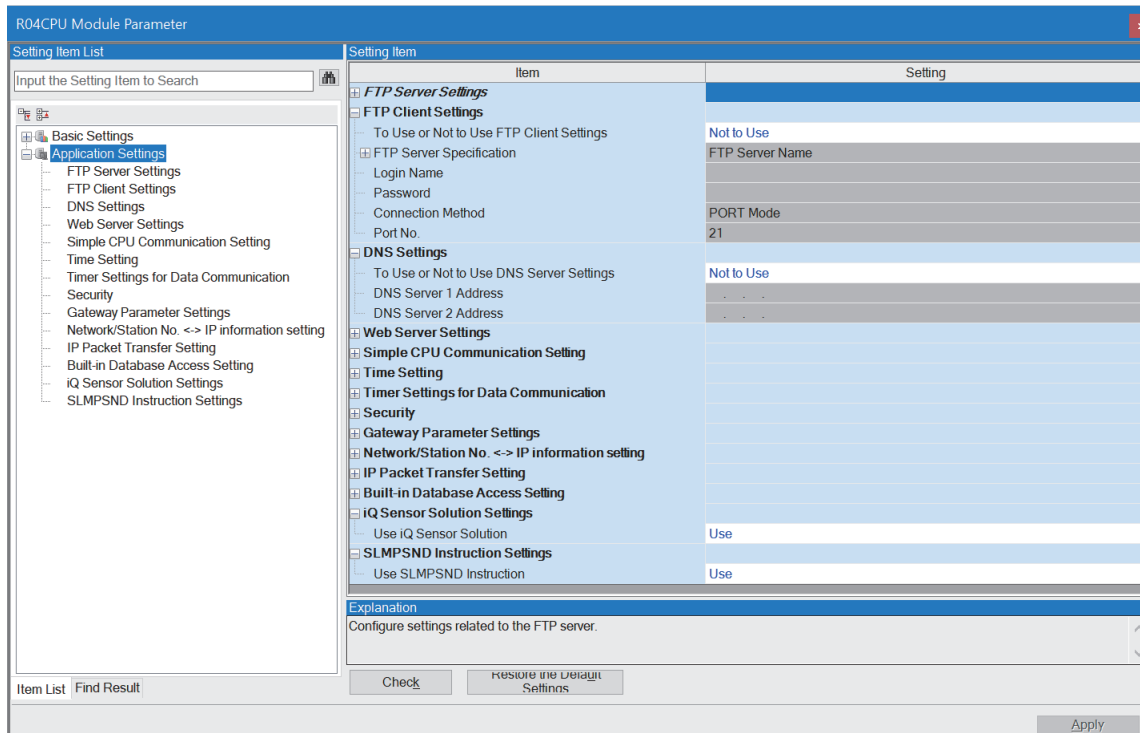 R04CPU Module Parameter
Setting Item List
Input the Setting Item to Search
Basic Settings
Application Settings
FTP Server Settings
FTP Client Settings
DNS Settings
Web Server Settings
Simple CPU Communication Setting
Time Setting
Timer Settings for Data Communication
Security
Gateway Parameter Settings
Network/Station No. <-> IP information setting
IP Packet Transfer Setting
Built-in Database Access Setting
iQ Sensor Solution Settings
SLMPSND Instruction Settings
Item List Find Result
Setting Item
Item Setting
FTP Server Settings
FTP Client Settings
To Use or Not to Use FTP Client Settings Not to Use
FTP Server Specification FTP Server Name
Login Name
Password
Connection Method PORT Mode
Port No. 21
DNS Settings
To Use or Not to Use DNS Server Settings Not to Use
DNS Server 1 Address . . .
DNS Server 2 Address . . .
Web Server Settings
Simple CPU Communication Setting
Time Setting
Timer Settings for Data Communication
Security
Gateway Parameter Settings
Network/Station No. <-> IP information setting
IP Packet Transfer Setting
Built-in Database Access Setting
iQ Sensor Solution Settings
Use iQ Sensor Solution Use
SLMPSND Instruction Settings
Use SLMPSND Instruction Use
Explanation
Configure settings related to the FTP server.
Check Restore the Default
Settings
Apply